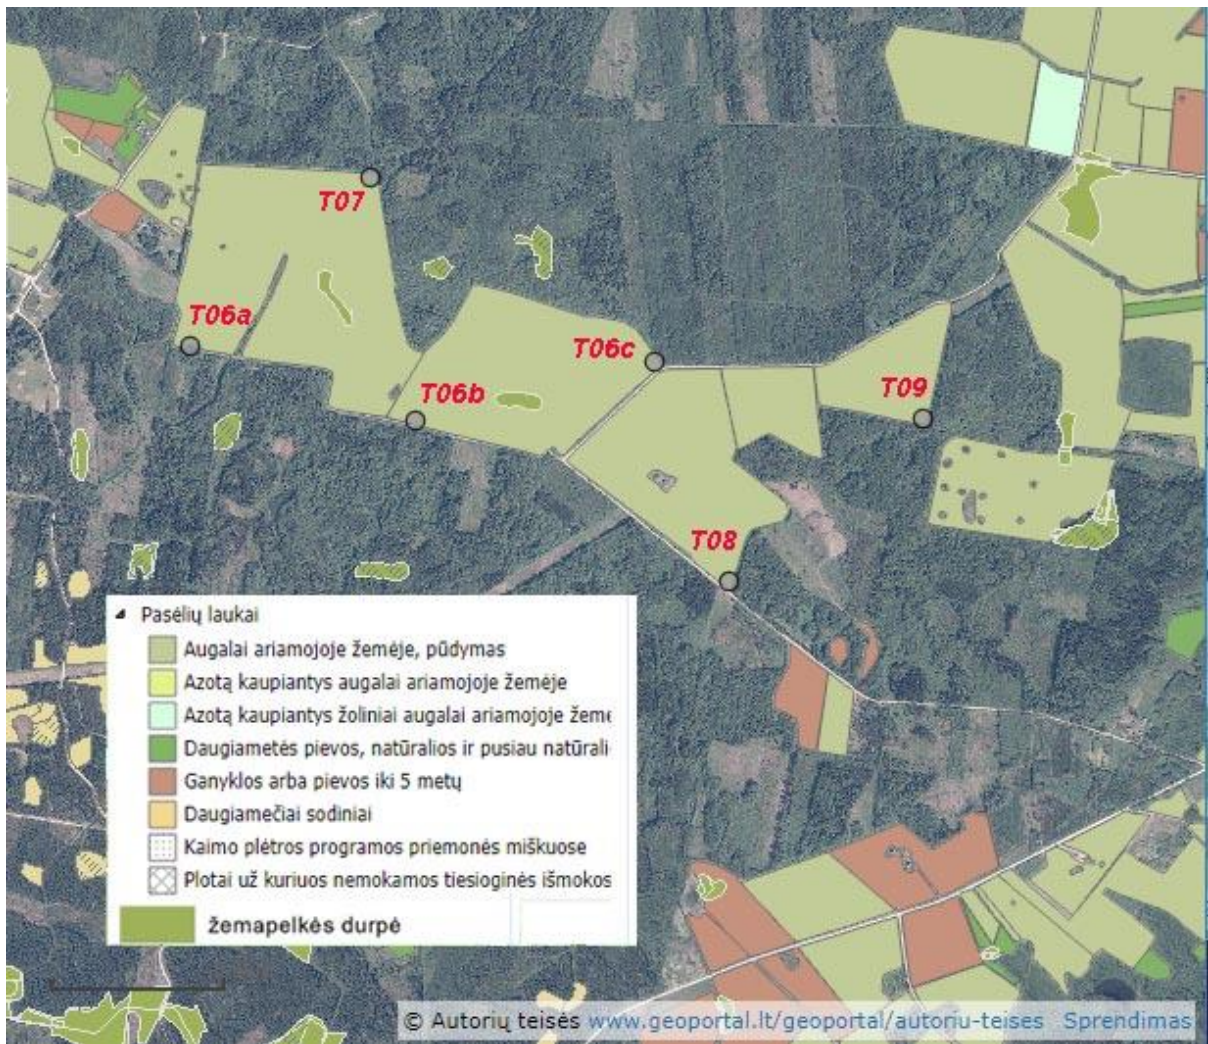 T07
T06a
T06c
T06b
T09
T08
Pasėlių laukai
Augalai ariamojoje žemėje, pūdymas
Azotą kaupiantys augalai ariamojoje žemėje
Azotą kaupiantys žoliniai augalai ariamojoje žeme
Daugiametės pievos, natūralios ir pusiau natūrali
Ganyklos arba pievos iki 5 metų
Daugiamečiai sodiniai
Kaimo plėtros programos priemonės miškuose
Plotai už kuriuos nemokamos tiesioginės išmokos
žemapelkės durpė
© Autorių teisės www.geoportal.lt/geoportal/autoriu-teises Sprendimas